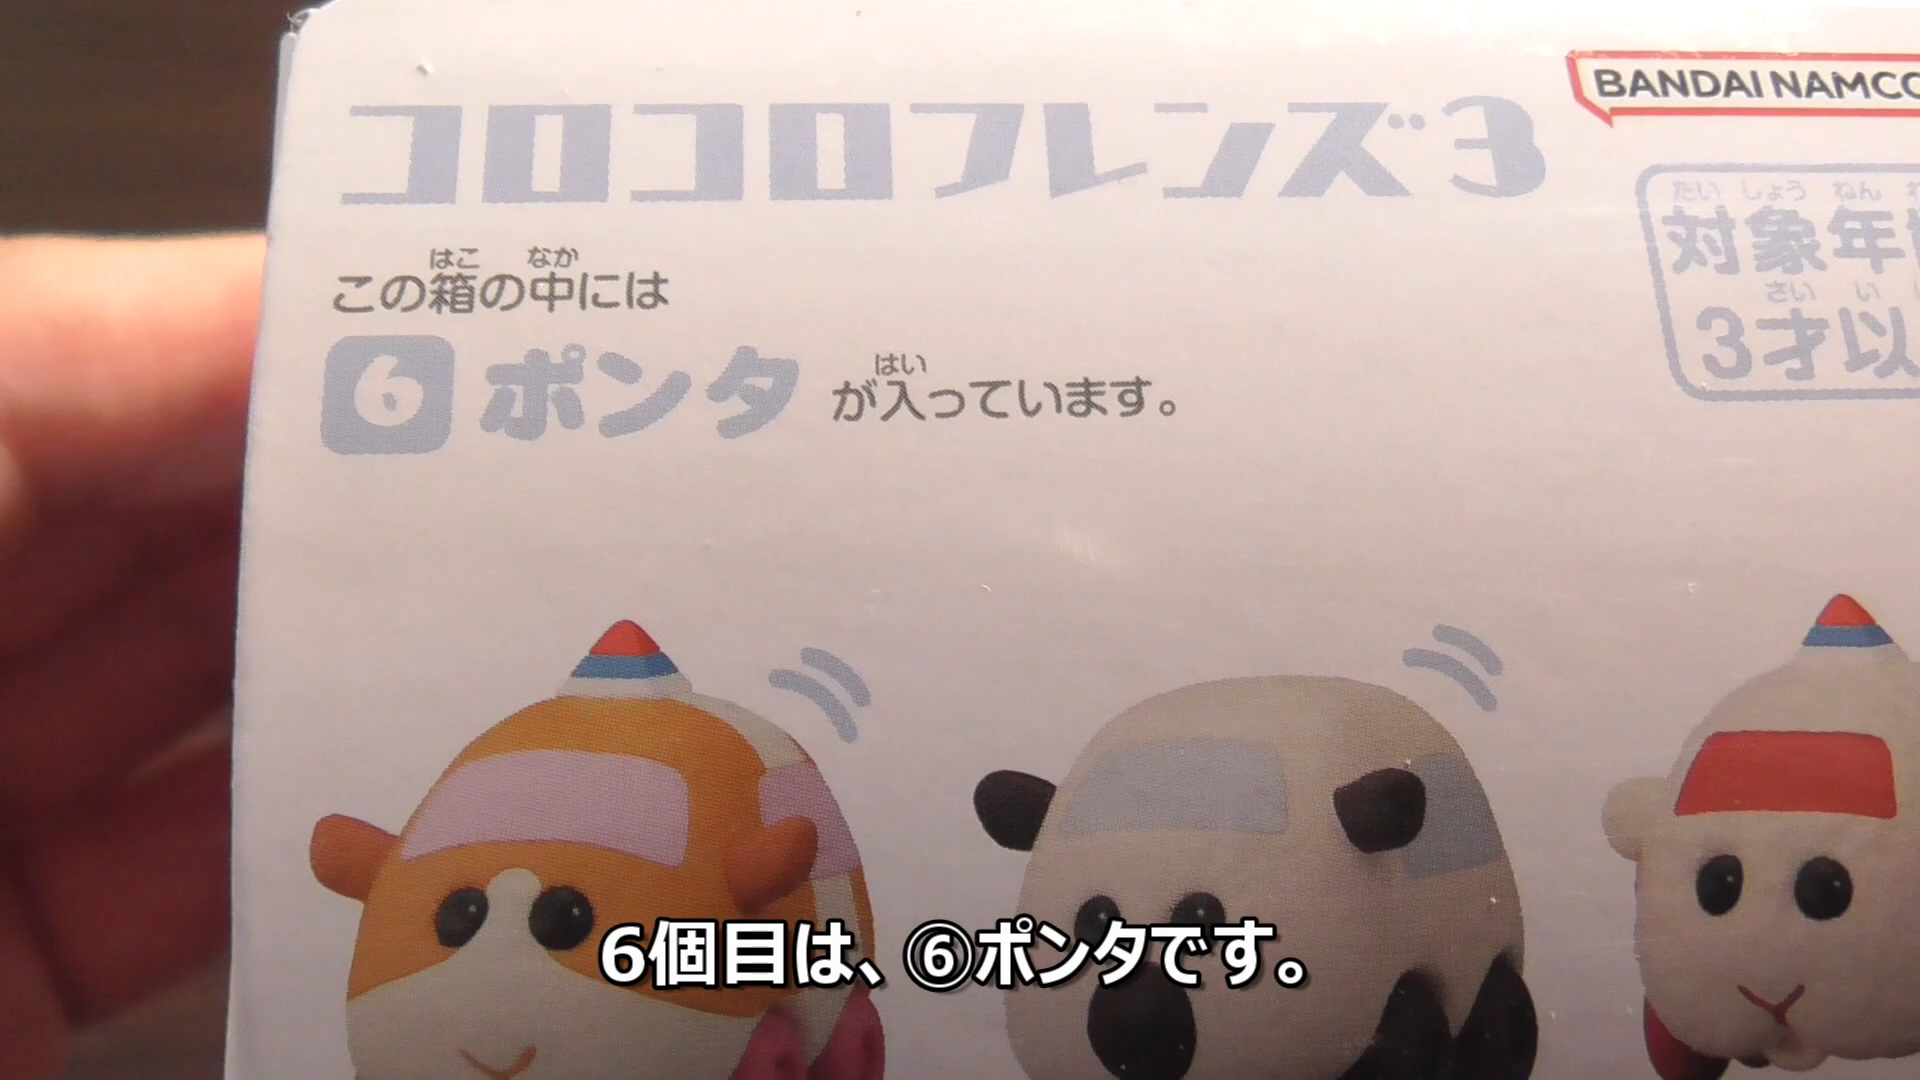 コロコロフレンズ3
BANDAI NAMCO
たい しょう ねん
対象年
さい い
3才以
はこ なか
この箱の中には
はい
6 ポンタ が入っています。
6個目は、⑥ポンタです。